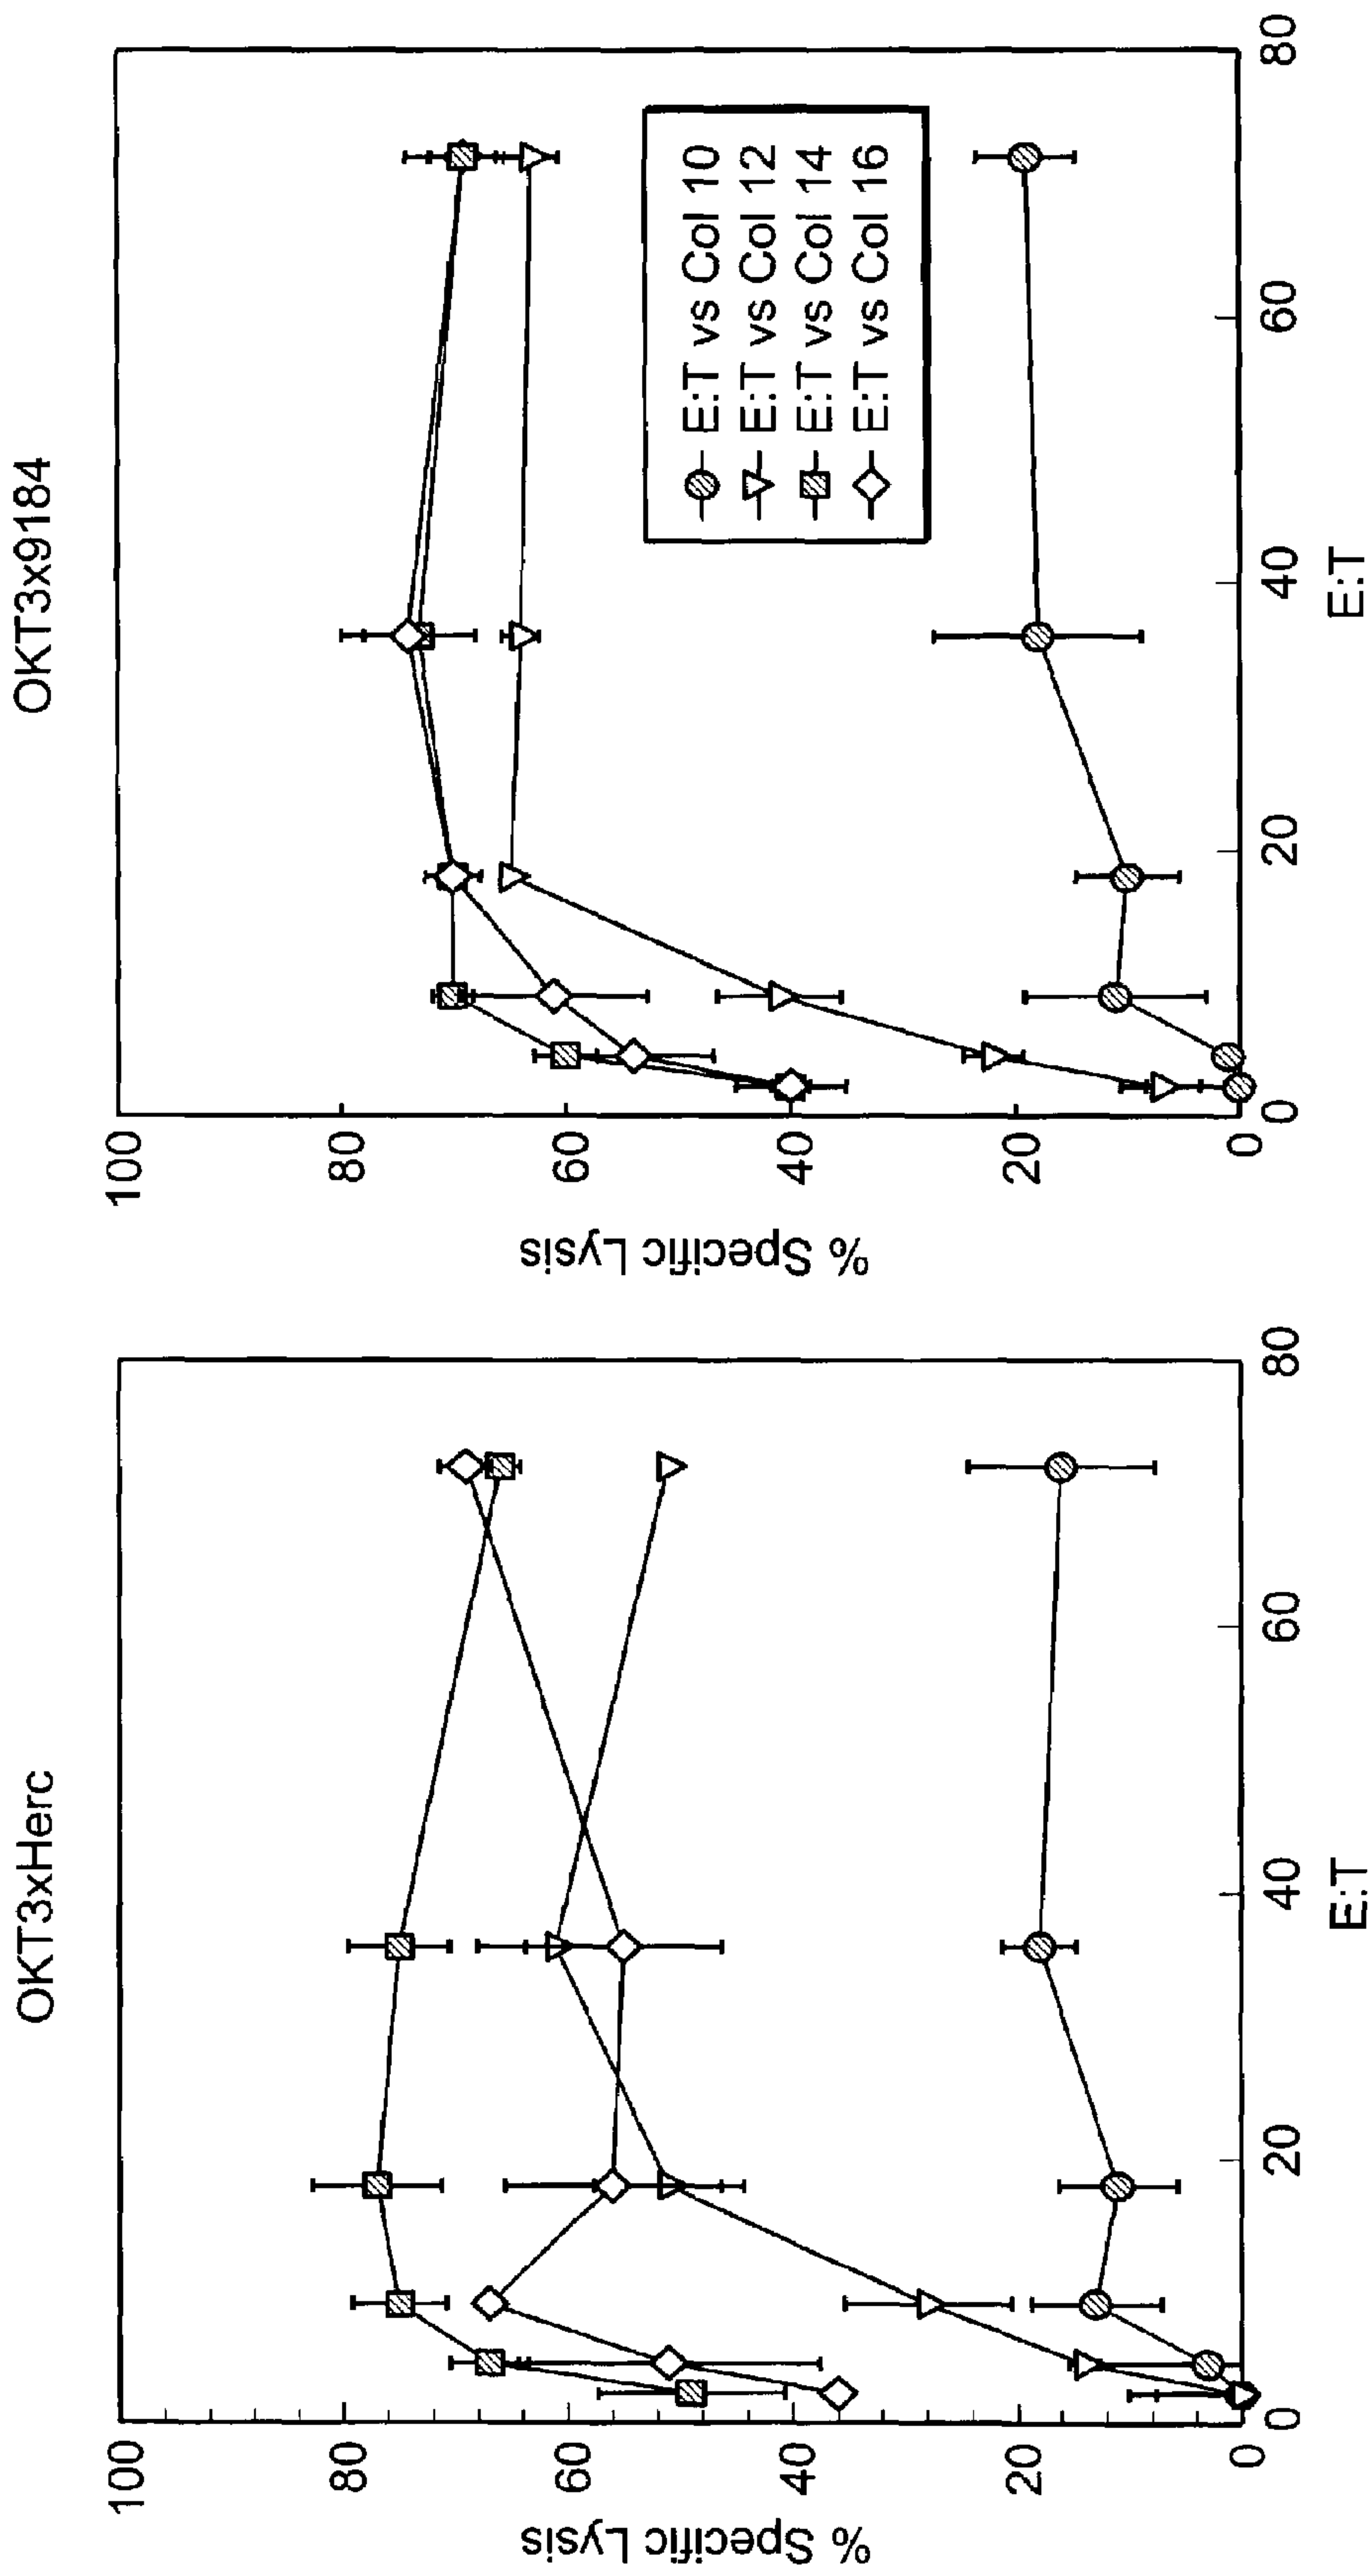 OKT3xHerc
% Specific Lysis
100
80
60
40
20
0
0
20
40
60
80
E:T
OKT3x9184
% Specific Lysis
100
80
60
40
20
0
0
20
40
60
80
E:T
E:T vs Col 10
E:T vs Col 12
E:T vs Col 14
E:T vs Col 16